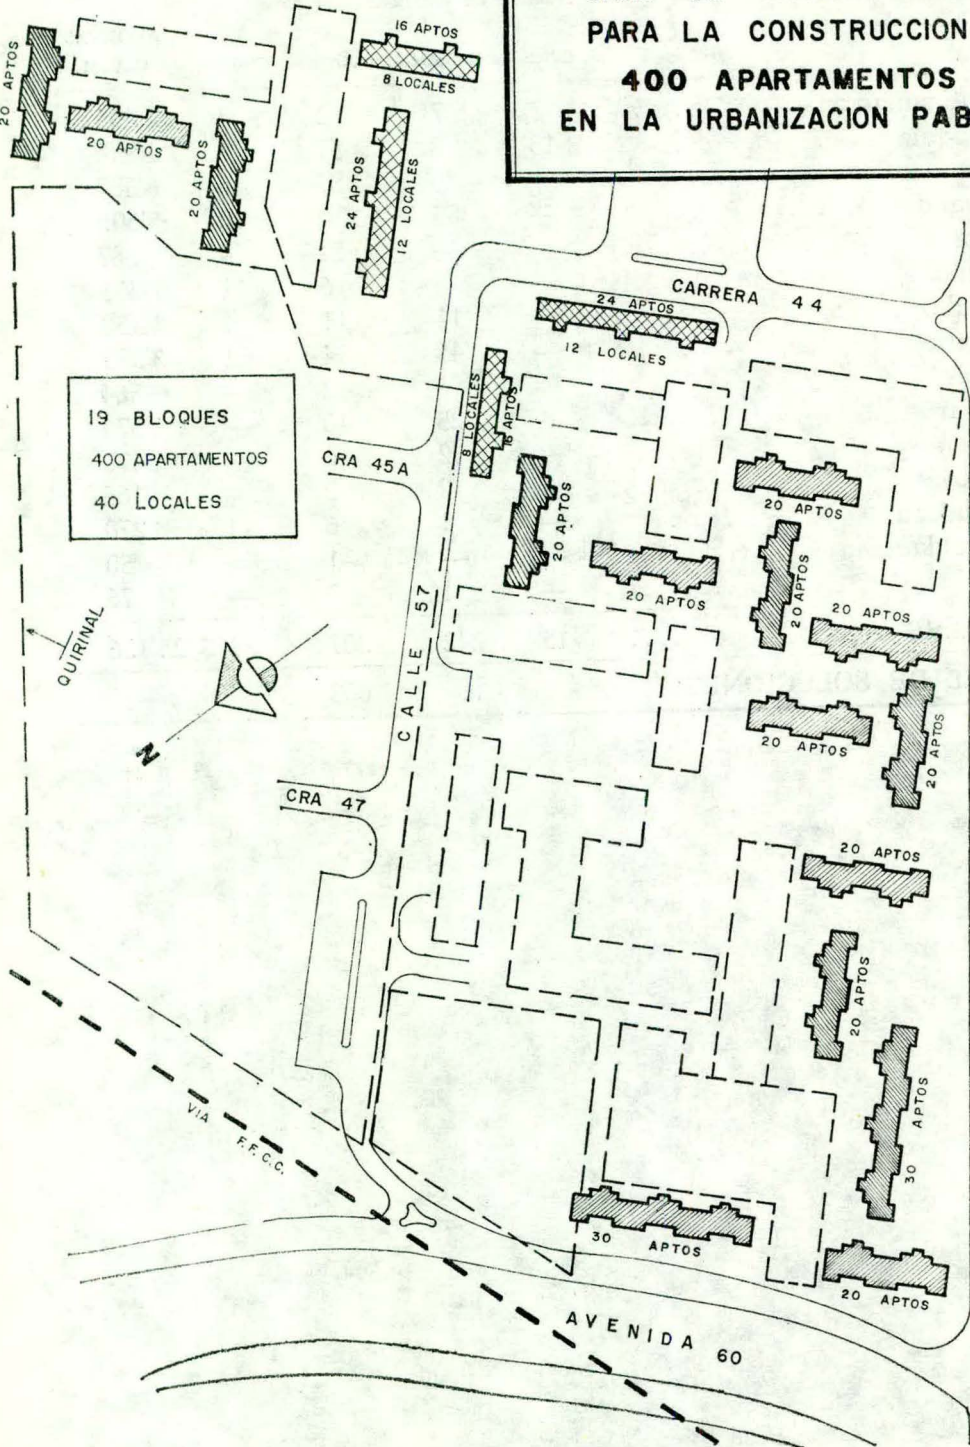 PARA LA CONSTRUCCION
400 APARTAMENTOS
EN LA URBANIZACION PAB
16 APTOS
8 LOCALES
20 APTOS
20 APTOS
20 APTOS
24 APTOS
12 LOCALES
CARRERA 44
24 APTOS
12 LOCALES
8 LOCALES
16 APTOS
19 BLOQUES
400 APARTAMENTOS
40 LOCALES
CRA 45A
20 APTOS
20 APTOS
20 APTOS
20 APTOS
20 APTOS
CALLE 57
QUIRINAL
N
20 APTOS
20 APTOS
CRA 47
20 APTOS
20 APTOS
30 APTOS
VIA F.F.C.C.
30 APTOS
20 APTOS
AVENIDA 60